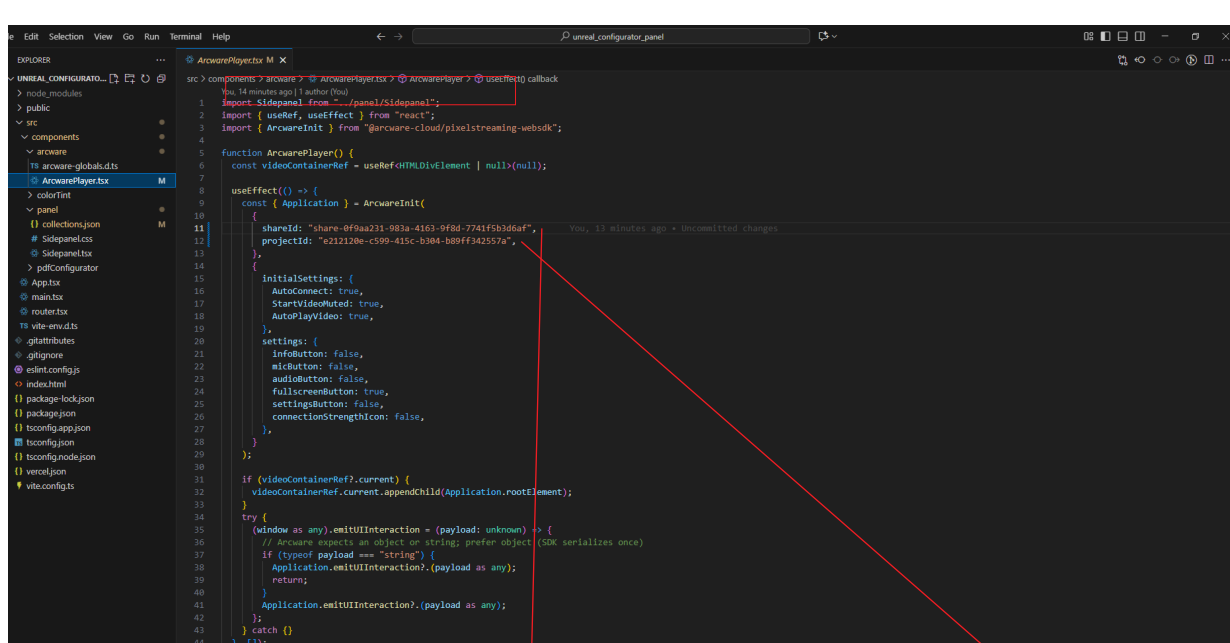 Edit Selection View Go Run Terminal Help
unreal_configurator_panel
EXPLORER
ArcwarePlayer.tsx M
UNREAL_CONFIGURATO...
src > components > arcware > ArcwarePlayer.tsx > ArcwarePlayer > useEffect() callback
node_modules
public
src
components
arcware
TS arcware-globals.d.ts
ArcwarePlayer.tsx M
colorTint
panel
{} collections.json M
# Sidepanel.css
Sidepanel.tsx
pdfConfigurator
App.tsx
main.tsx
router.tsx
TS vite-env.d.ts
.gitattributes
.gitignore
eslint.config.js
index.html
{} package-lock.json
{} package.json
{} tsconfig.app.json
tsconfig.json
{} tsconfig.node.json
{} vercel.json
vite.config.ts
You, 14 minutes ago | 1 author (You)
1 import Sidepanel from "../panel/Sidepanel";
2 import { useRef, useEffect } from "react";
3 import { ArcwareInit } from "@arcware-cloud/pixelstreaming-websdk";
4
5 function ArcwarePlayer() {
6 const videoContainerRef = useRef<HTMLDivElement | null>(null);
7
8 useEffect(() => {
9 const { Application } = ArcwareInit(
10 {
11 shareId: "share-0f9aa231-983a-4163-9f8d-7741f5b3d6af", You, 13 minutes ago • Uncommitted changes
12 projectId: "e212120e-c599-415c-b304-b89ff342557a",
13 },
14 {
15 initialSettings: {
16 AutoConnect: true,
17 StartVideoMuted: true,
18 AutoPlayVideo: true,
19 },
20 settings: {
21 infoButton: false,
22 micButton: false,
23 audioButton: false,
24 fullscreenButton: true,
25 settingsButton: false,
26 connectionStrengthIcon: false,
27 },
28 }
29 );
30
31 if (videoContainerRef?.current) {
32 videoContainerRef.current.appendChild(Application.rootElement);
33 }
34 try {
35 (window as any).emitUIInteraction = (payload: unknown) => {
36 // Arcware expects an object or string; prefer object (SDK serializes once)
37 if (typeof payload === "string") {
38 Application.emitUIInteraction?.(payload as any);
39 return;
40 }
41 Application.emitUIInteraction?.(payload as any);
42 };
43 } catch {}
44 }, []);